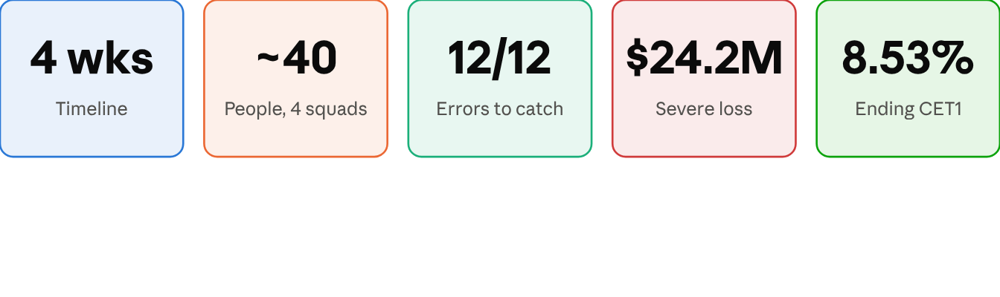 4 wks
Timeline
~40
People, 4 squads
12/12
Errors to catch
$24.2M
Severe loss
8.53%
Ending CET1